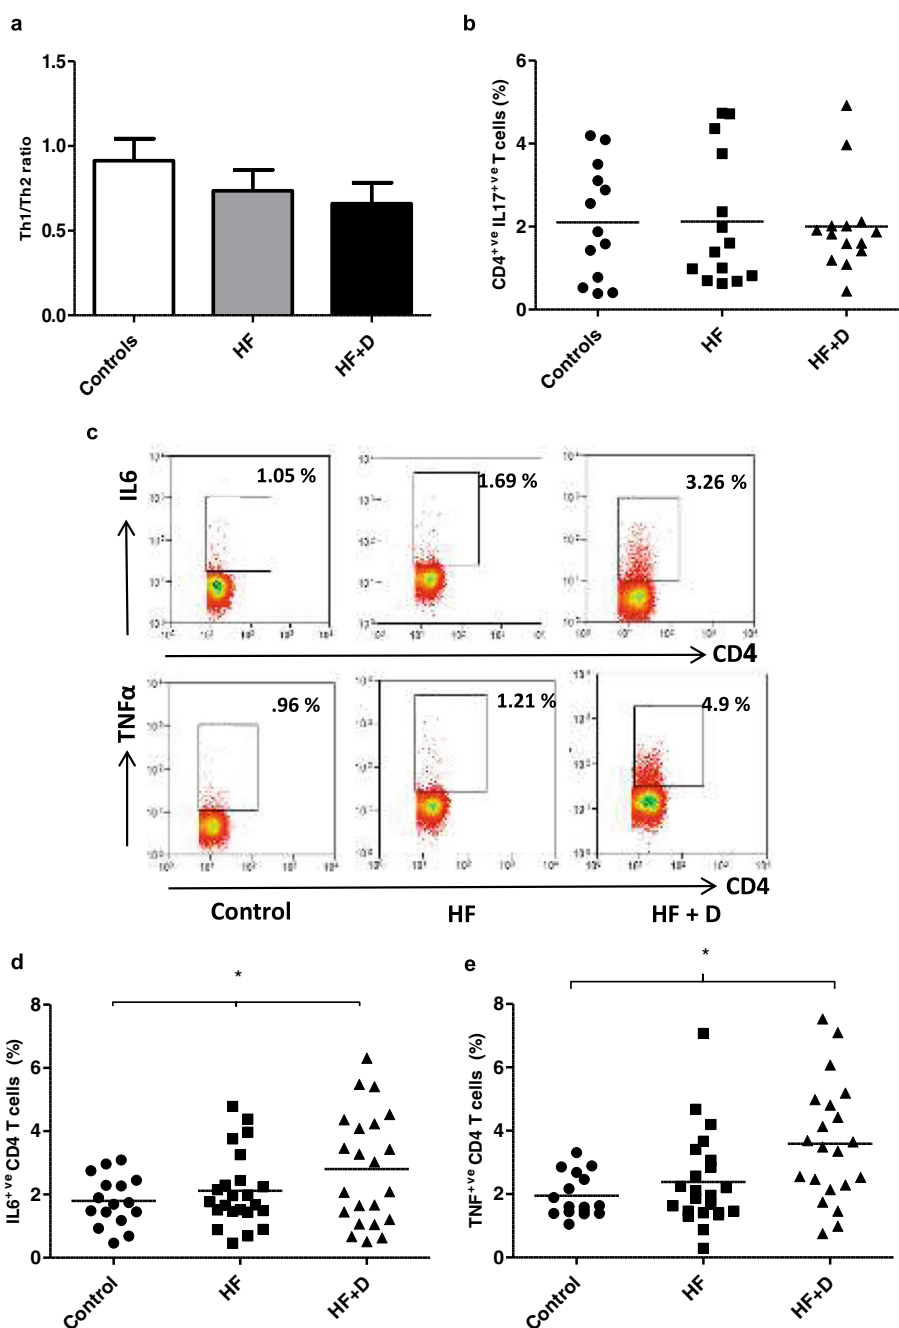 a
1.5
1.0
0.5
0.0
Th1/Th2 ratio
Controls
HF
HF+D
b
6
4
2
0
CD4+ve IL17+ve T cells (%)
Controls
HF
HF+D
c
IL6
1.05 %
1.69 %
3.26 %
CD4
TNFα
.96 %
1.21 %
4.9 %
CD4
Control
HF
HF + D
d
*
8
6
4
2
0
IL6+ve CD4 T cells (%)
Control
HF
HF+D
e
*
8
6
4
2
0
TNF+ve CD4 T cells (%)
Control
HF
HF+D